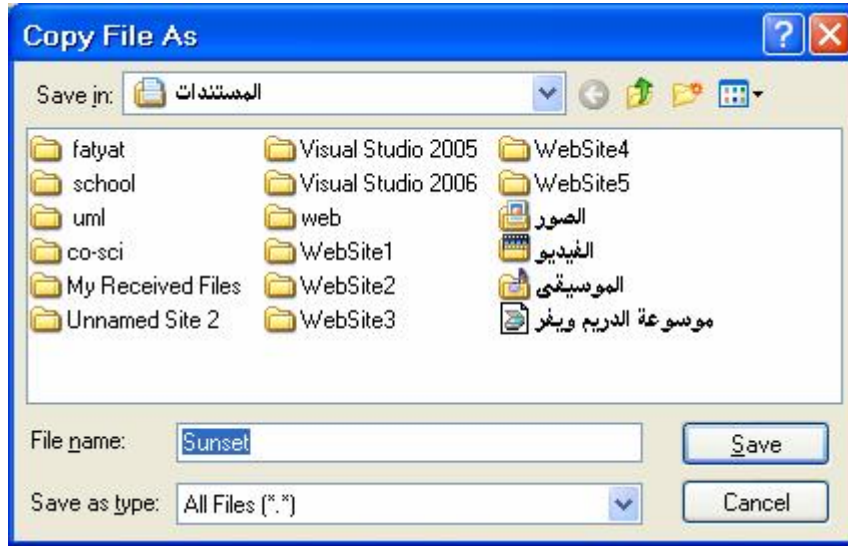 Copy File As
Save in: المستندات
fatyat
school
uml
co-sci
My Received Files
Unnamed Site 2
Visual Studio 2005
Visual Studio 2006
web
WebSite1
WebSite2
WebSite3
WebSite4
WebSite5
الصور
الفيديو
الموسيقى
موسوعة الدريم ويفر
File name: Sunset
Save
Save as type: All Files (*.*)
Cancel